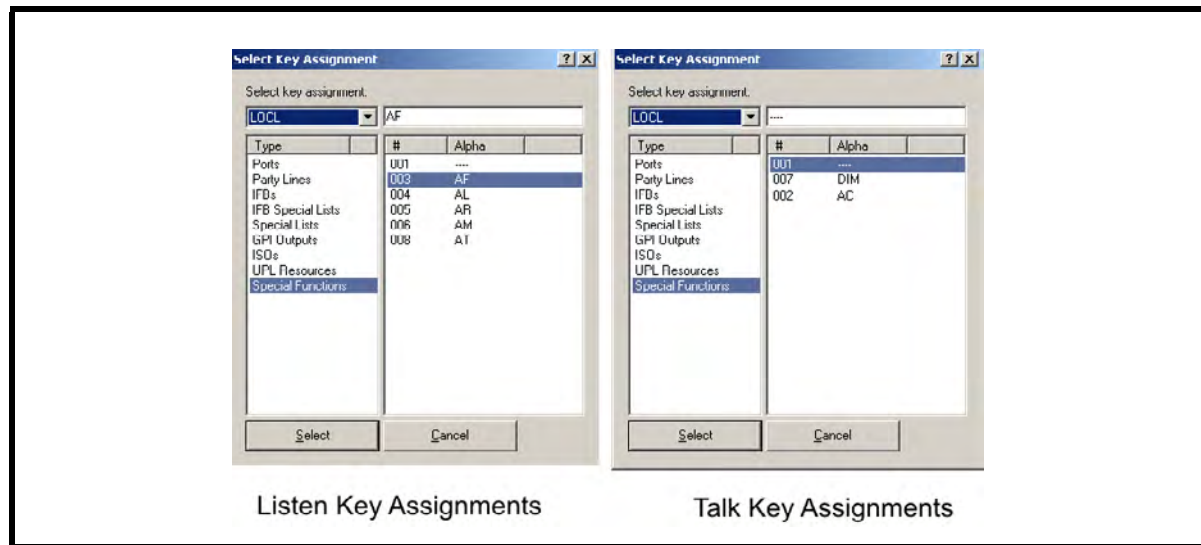 Select Key Assignment
Select key assignment.
LOCL AF
Type # Alpha
Ports
Party Lines
IFBs
IFB Special Lists
Special Lists
GPI Outputs
ISOs
UPL Resources
Special Functions
001 ----
003 AF
004 AL
005 AR
006 AM
008 AT
Select Cancel
Listen Key Assignments
Select Key Assignment
Select key assignment.
LOCL ----
Type # Alpha
Ports
Party Lines
IFBs
IFB Special Lists
Special Lists
GPI Outputs
ISOs
UPL Resources
Special Functions
001 ----
007 DIM
002 AC
Select Cancel
Talk Key Assignments